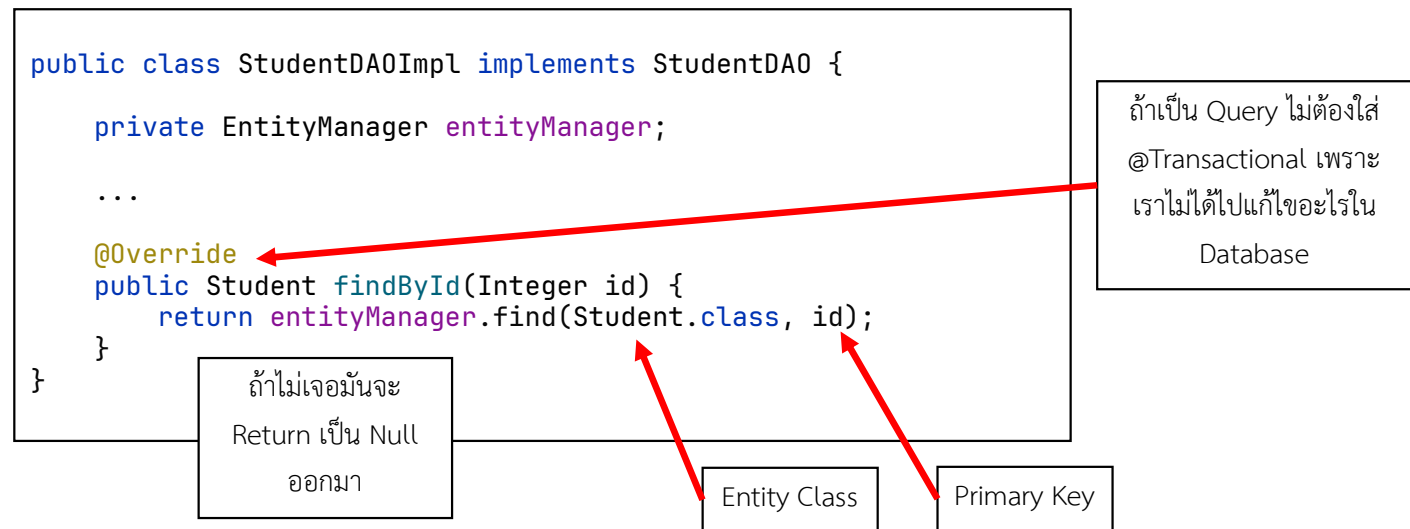 public class StudentDAOImpl implements StudentDAO {
private EntityManager entityManager;
...
@Override
public Student findById(Integer id) {
return entityManager.find(Student.class, id);
}
}
ถ้าเป็น Query ไม่ต้องใส่
@Transactional เพราะ
เราไม่ได้ไปแก้ไขอะไรใน
Database
ถ้าไม่เจอมันจะ
Return เป็น Null
ออกมา
Entity Class
Primary Key